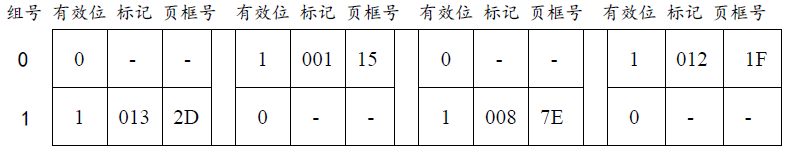 组号 有效位 标记 页框号 有效位 标记 页框号 有效位 标记 页框号 有效位 标记 页框号
0 0 - - 1 001 15 0 - - 1 012 1F
1 1 013 2D 0 - - 1 008 7E 0 - -